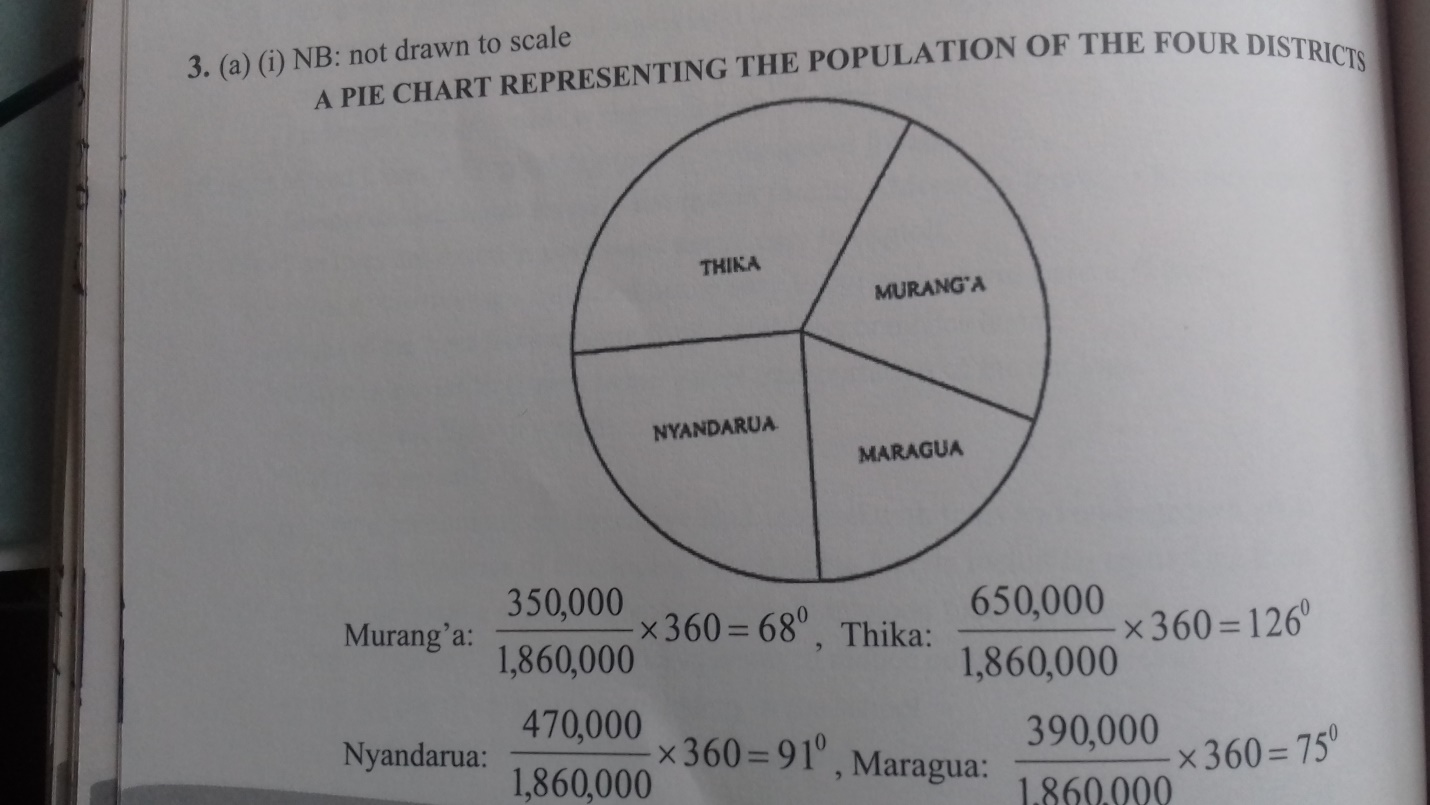 3. (a) (i) NB: not drawn to scale
A PIE CHART REPRESENTING THE POPULATION OF THE FOUR DISTRICTS
THIKA
MURANG'A
NYANDARUA
MARAGUA
Murang'a: 350,000/1,860,000 ×360=68⁰, Thika: 650,000/1,860,000 ×360=126⁰
Nyandarua: 470,000/1,860,000 ×360=91⁰, Maragua: 390,000/1,860,000 ×360=75⁰